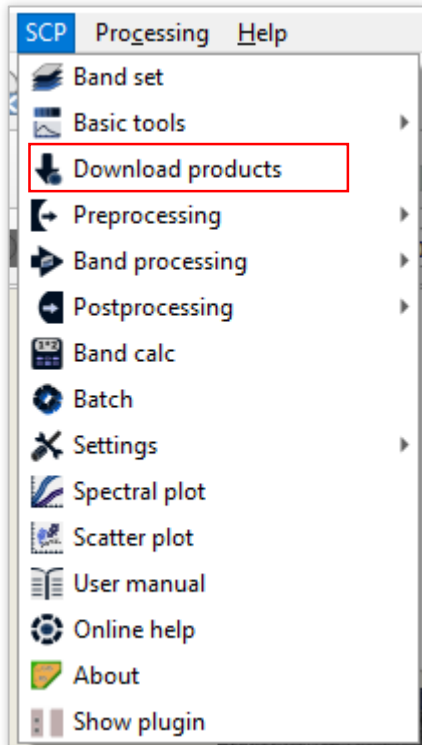 SCP Processing Help
Band set
Basic tools
Download products
Preprocessing
Band processing
Postprocessing
Band calc
Batch
Settings
Spectral plot
Scatter plot
User manual
Online help
About
Show plugin